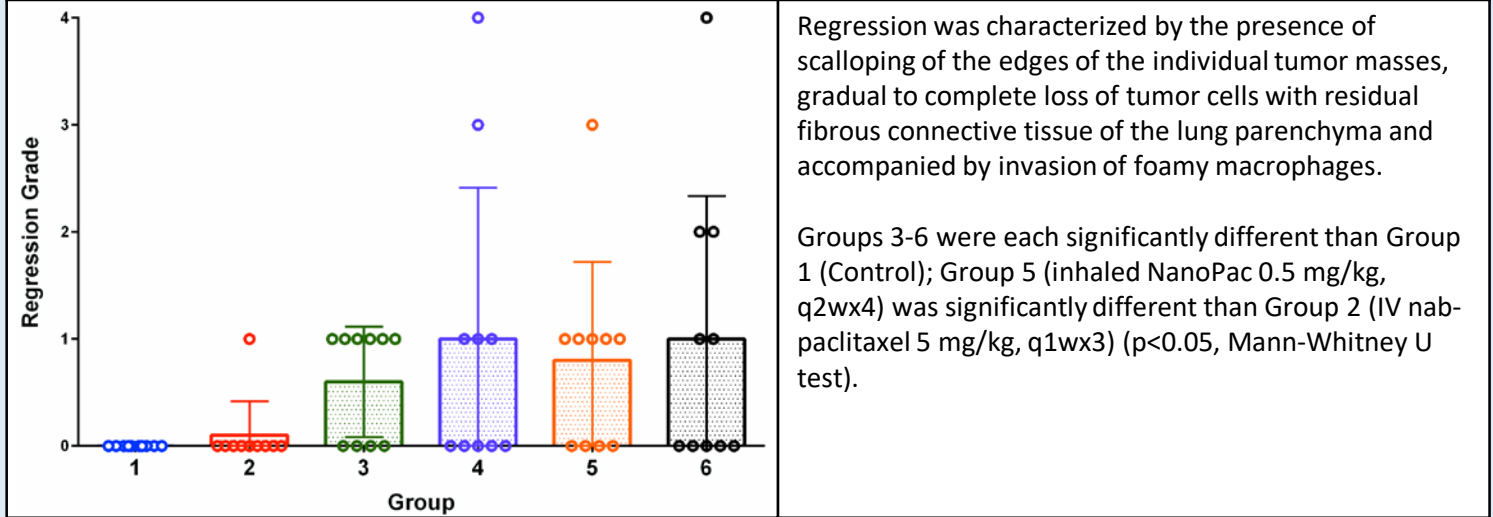 4
3
2
1
0
Regression Grade
1 2 3 4 5 6
Group
Regression was characterized by the presence of
scalloping of the edges of the individual tumor masses,
gradual to complete loss of tumor cells with residual
fibrous connective tissue of the lung parenchyma and
accompanied by invasion of foamy macrophages.
Groups 3-6 were each significantly different than Group
1 (Control); Group 5 (inhaled NanoPac 0.5 mg/kg,
q2wx4) was significantly different than Group 2 (IV nab-
paclitaxel 5 mg/kg, q1wx3) (p<0.05, Mann-Whitney U
test).